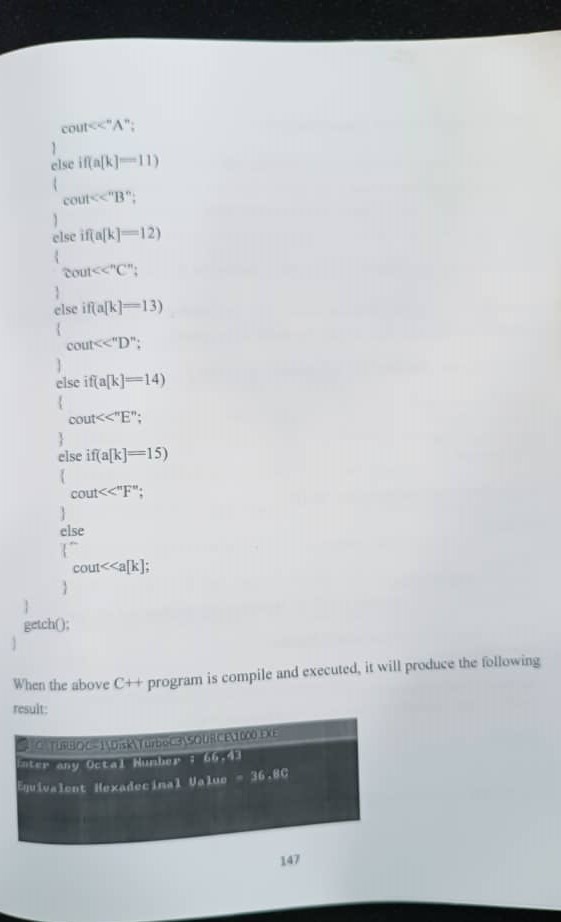 cout<<"A";
}
else if(a[k]==11)
{
cout<<"B";
}
else if(a[k]==12)
{
cout<<"C";
}
else if(a[k]==13)
{
cout<<"D";
}
else if(a[k]==14)
{
cout<<"E";
}
else if(a[k]==15)
{
cout<<"F";
}
else
{
cout<<a[k];
}
}
getch();
}
When the above C++ program is compile and executed, it will produce the following
result:
C:\TURBOC~1\Disk\TurboC3\SOURCE\1000.EXE
Enter any Octal Number : 66.43
Equivalent Hexadecimal Value = 36.8C
147